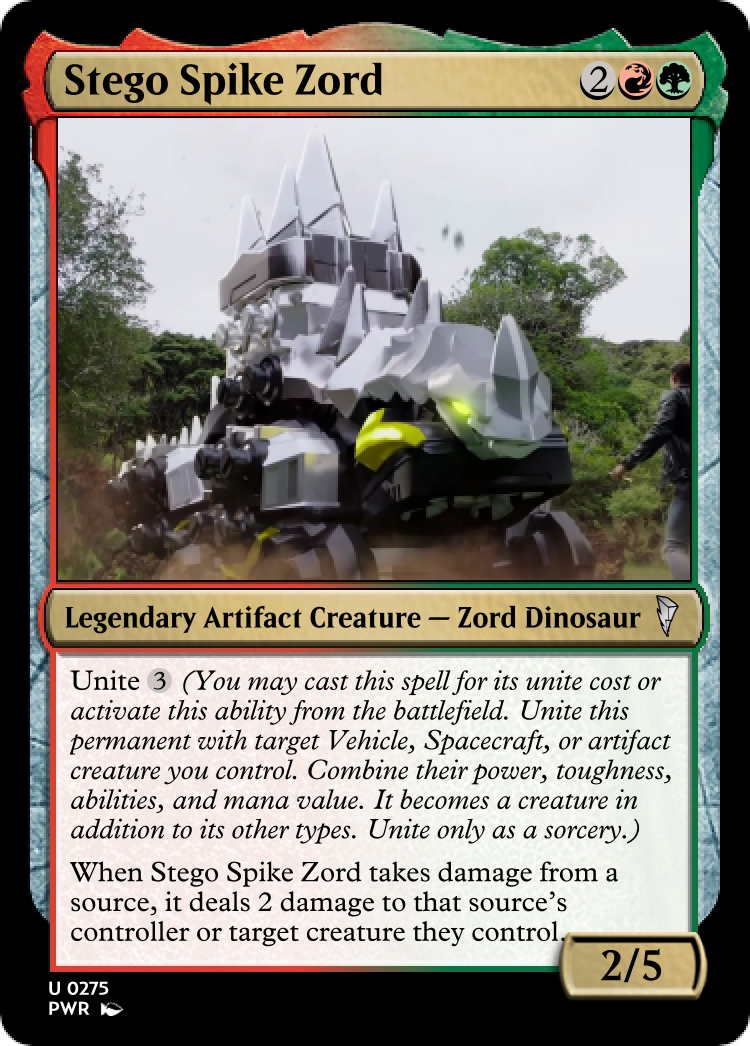 Stego Spike Zord 2
Legendary Artifact Creature — Zord Dinosaur
Unite 3 (You may cast this spell for its unite cost or
activate this ability from the battlefield. Unite this
permanent with target Vehicle, Spacecraft, or artifact
creature you control. Combine their power, toughness,
abilities, and mana value. It becomes a creature in
addition to its other types. Unite only as a sorcery.)
When Stego Spike Zord takes damage from a
source, it deals 2 damage to that source's
controller or target creature they control.
2/5
U 0275
PWR